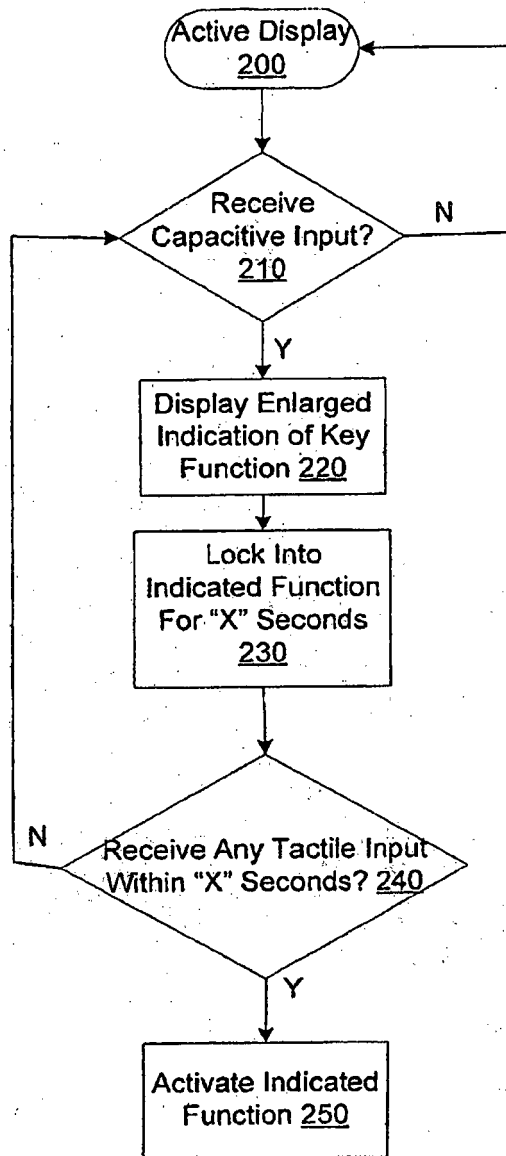 Active Display
200
Receive
Capacitive Input?
210
N
Y
Display Enlarged
Indication of Key
Function 220
Lock Into
Indicated Function
For “X” Seconds
230
N
Receive Any Tactile Input
Within “X” Seconds? 240
Y
Activate Indicated
Function 250